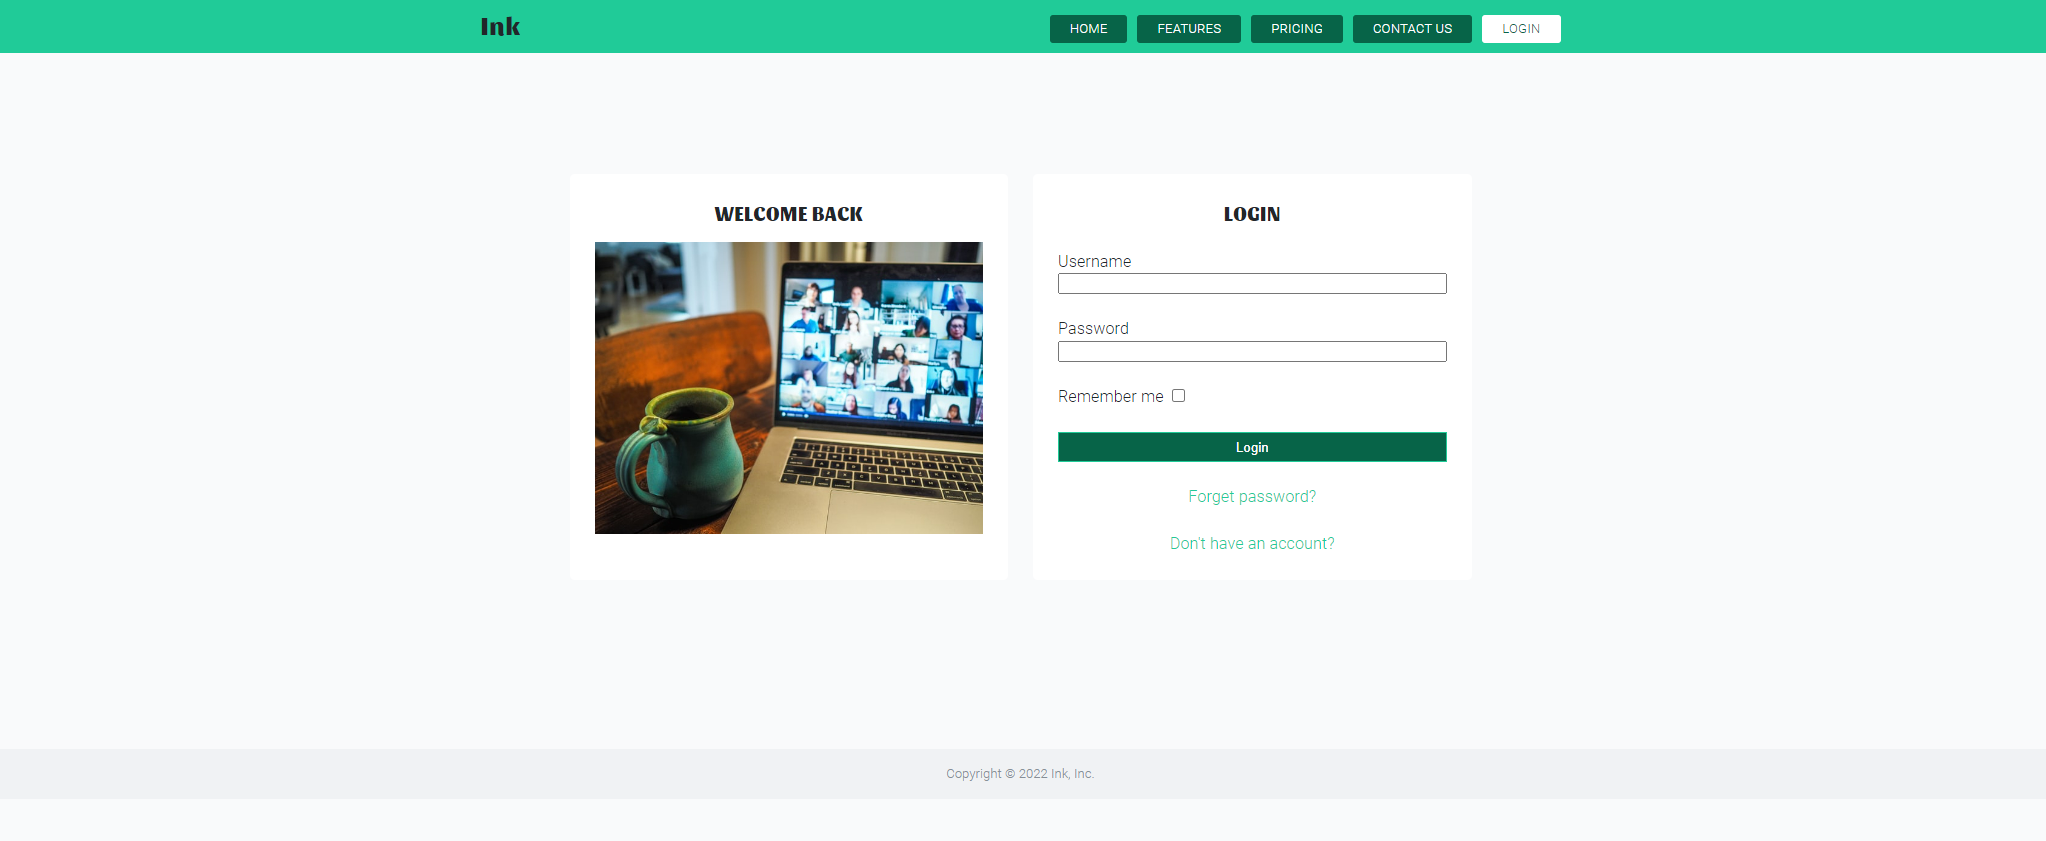 Ink
HOME
FEATURES
PRICING
CONTACT US
LOGIN
WELCOME BACK
LOGIN
Username
Password
Remember me
Login
Forget password?
Don't have an account?
Copyright © 2022 Ink, Inc.